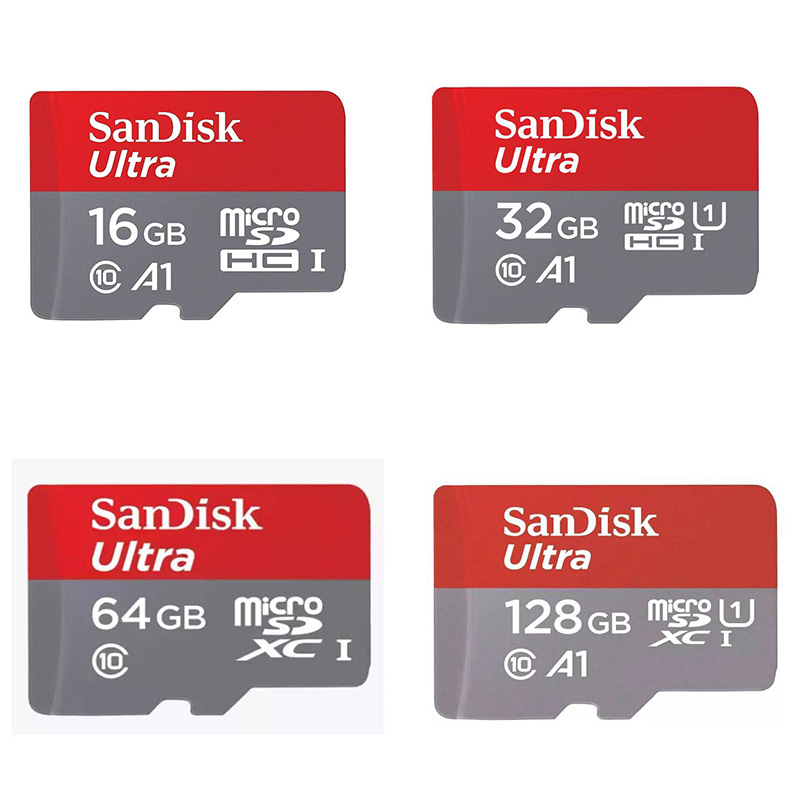 SanDisk
Ultra
16 GB
micro SD HC I
10 A1
SanDisk
Ultra
32 GB
micro SD HC I U1
10 A1
SanDisk
Ultra
64 GB
micro SD XC I
10
SanDisk
Ultra
128 GB
micro SD XC I U1
10 A1